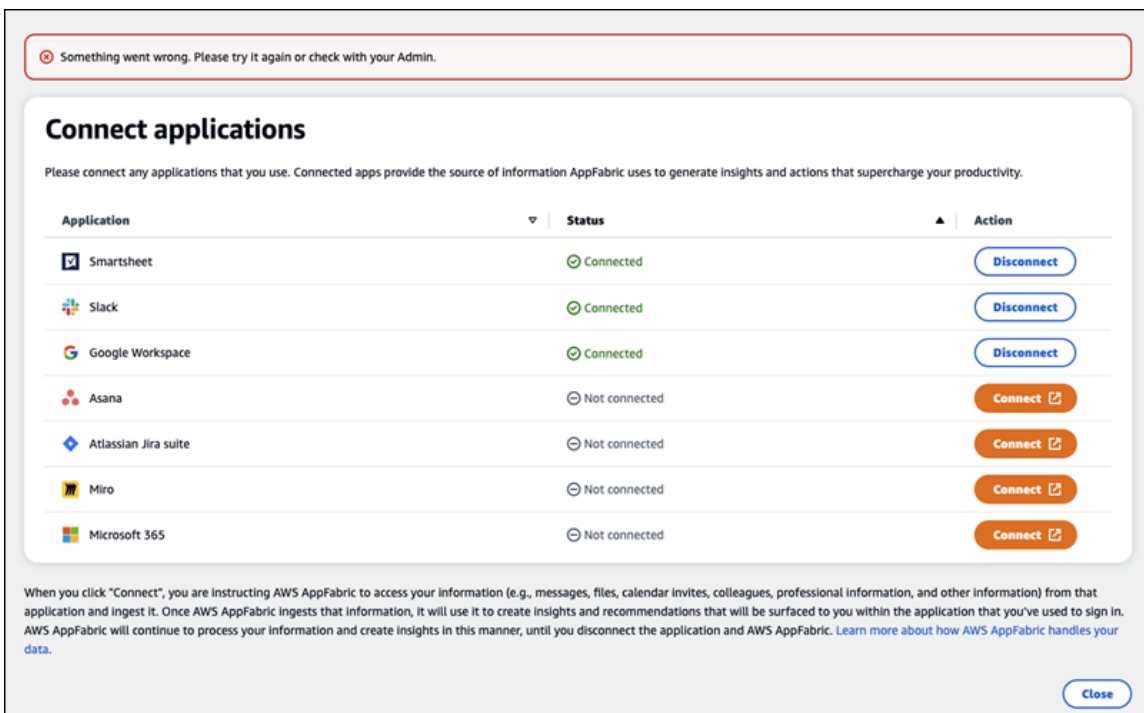 Something went wrong. Please try it again or check with your Admin.
Connect applications
Please connect any applications that you use. Connected apps provide the source of information AppFabric uses to generate insights and actions that supercharge your productivity.
Application Status Action
Smartsheet Connected Disconnect
Slack Connected Disconnect
Google Workspace Connected Disconnect
Asana Not connected Connect
Atlassian Jira suite Not connected Connect
Miro Not connected Connect
Microsoft 365 Not connected Connect
When you click "Connect", you are instructing AWS AppFabric to access your information (e.g., messages, files, calendar invites, colleagues, professional information, and other information) from that
application and ingest it. Once AWS AppFabric ingests that information, it will use it to create insights and recommendations that will be surfaced to you within the application that you've used to sign in.
AWS AppFabric will continue to process your information and create insights in this manner, until you disconnect the application and AWS AppFabric. Learn more about how AWS AppFabric handles your
data.
Close